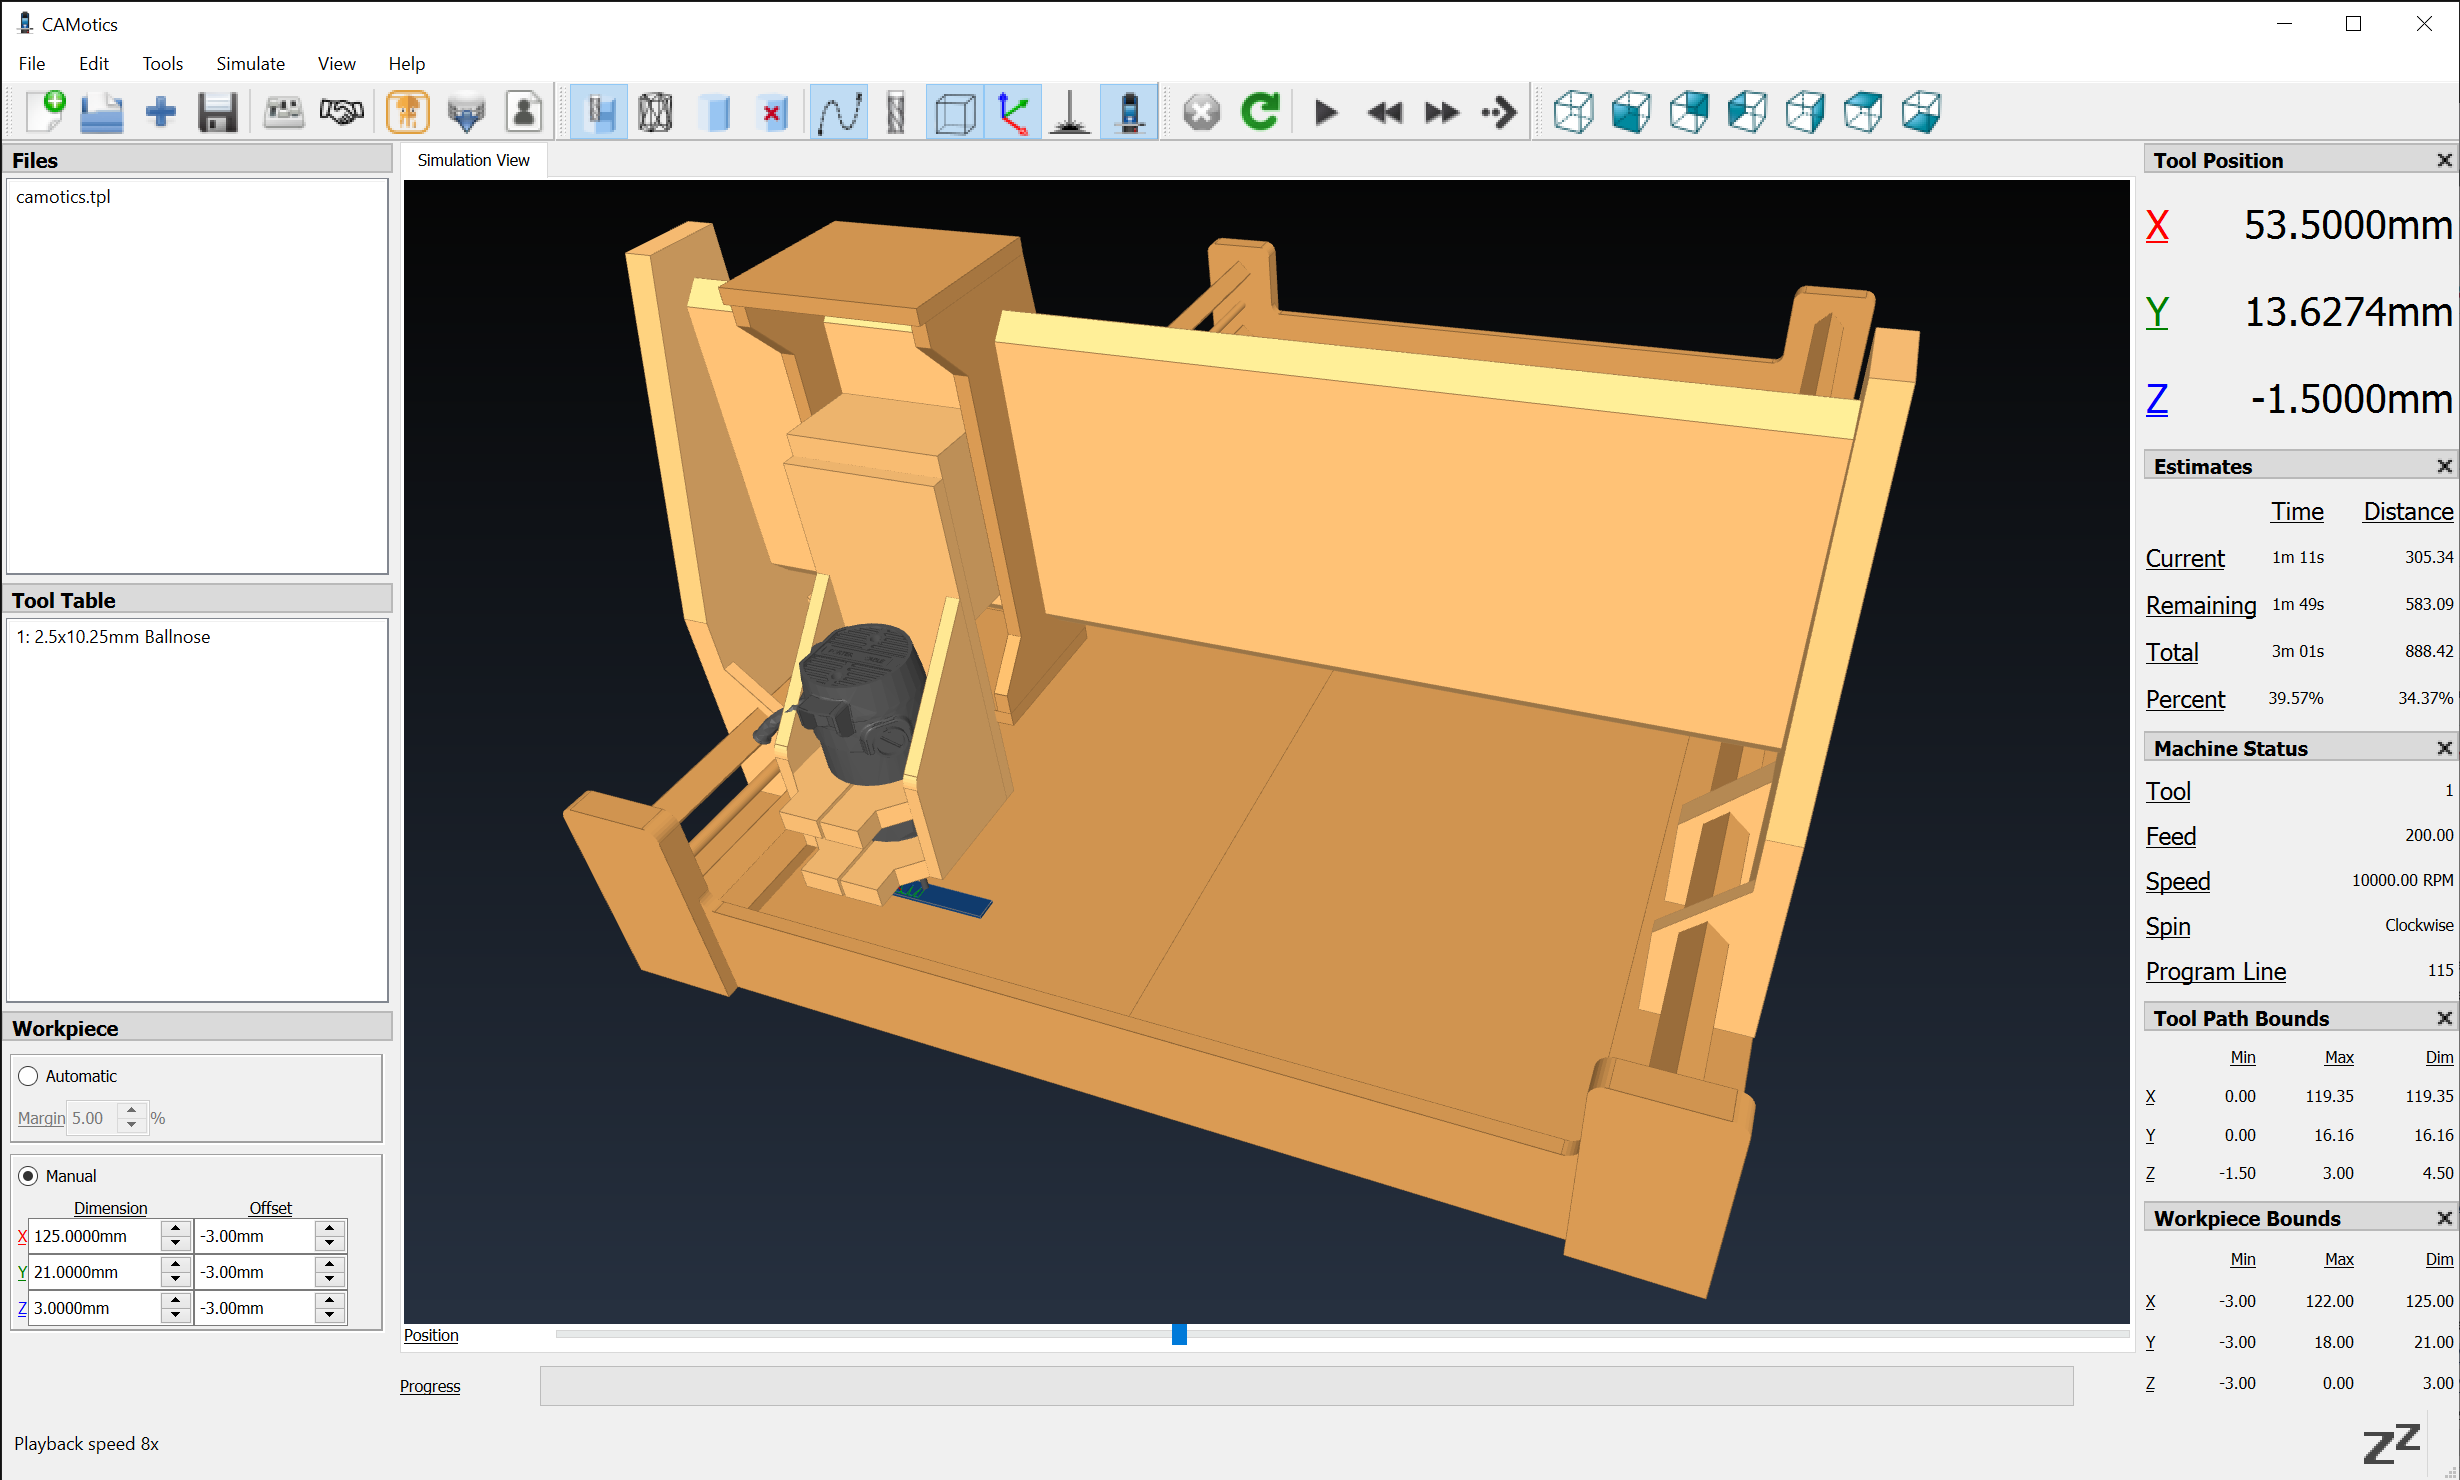 CAMotics
File Edit Tools Simulate View Help
Files
camotics.tpl
Tool Table
1: 2.5x10.25mm Ballnose
Workpiece
Automatic
Margin 5.00 %
Manual
Dimension Offset
X 125.0000mm -3.00mm
Y 21.0000mm -3.00mm
Z 3.0000mm -3.00mm
Simulation View
Position
Progress
Tool Position
X 53.5000mm
Y 13.6274mm
Z -1.5000mm
Estimates
Time Distance
Current 1m 11s 305.34
Remaining 1m 49s 583.09
Total 3m 01s 888.42
Percent 39.57% 34.37%
Machine Status
Tool 1
Feed 200.00
Speed 10000.00 RPM
Spin Clockwise
Program Line 115
Tool Path Bounds
Min Max Dim
X 0.00 119.35 119.35
Y 0.00 16.16 16.16
Z -1.50 3.00 4.50
Workpiece Bounds
Min Max Dim
X -3.00 122.00 125.00
Y -3.00 18.00 21.00
Z -3.00 0.00 3.00
Playback speed 8x
zz